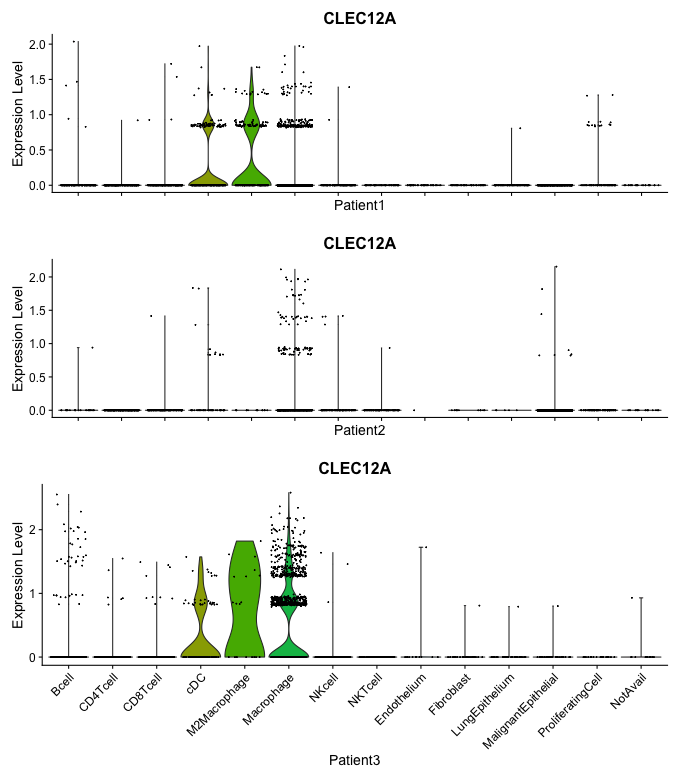 CLEC12A
Expression Level
2.0
1.5
1.0
0.5
0.0
Patient1
CLEC12A
Expression Level
2.0
1.5
1.0
0.5
0.0
Patient2
CLEC12A
Expression Level
2
1
0
Bcell
CD4Tcell
CD8Tcell
cDC
M2Macrophage
Macrophage
NKcell
NKTcell
Endothelium
Fibroblast
LungEpithelium
MalignantEpithelial
ProliferatingCell
NotAvail
Patient3